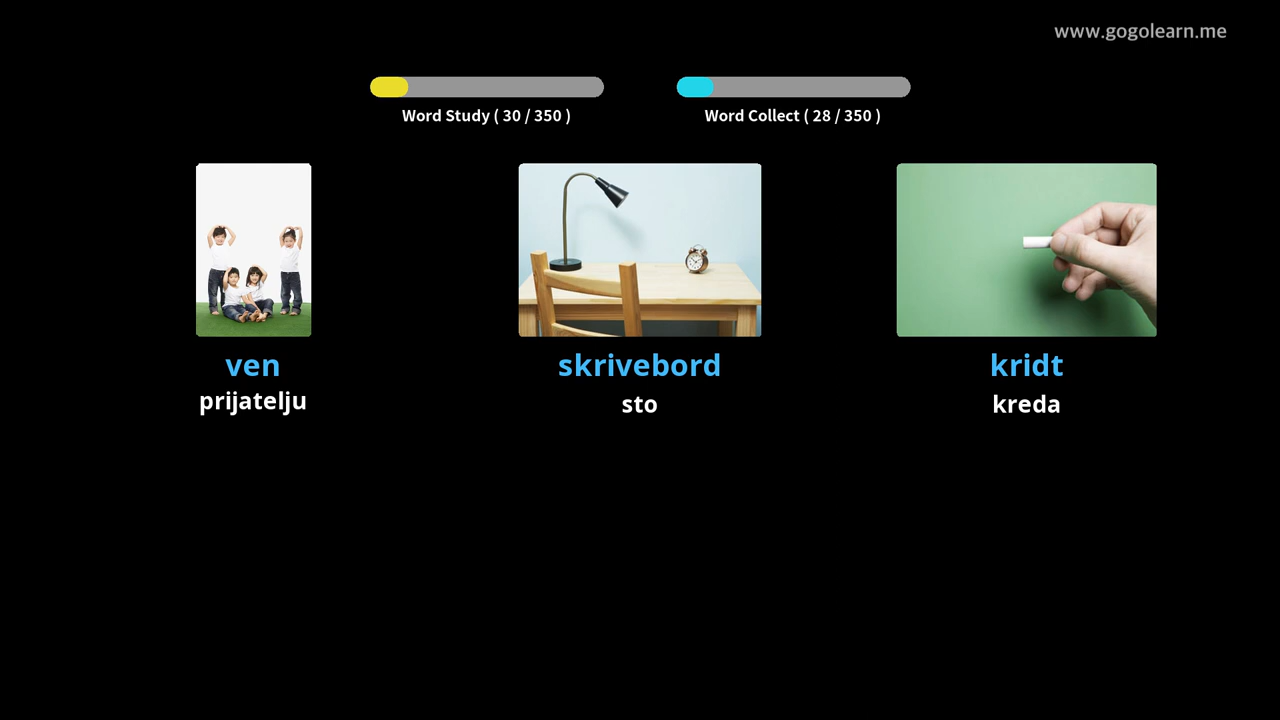 www.gogolearn.me
Word Study ( 30 / 350 )
Word Collect ( 28 / 350 )
ven
prijatelju
skrivebord
sto
kridt
kreda